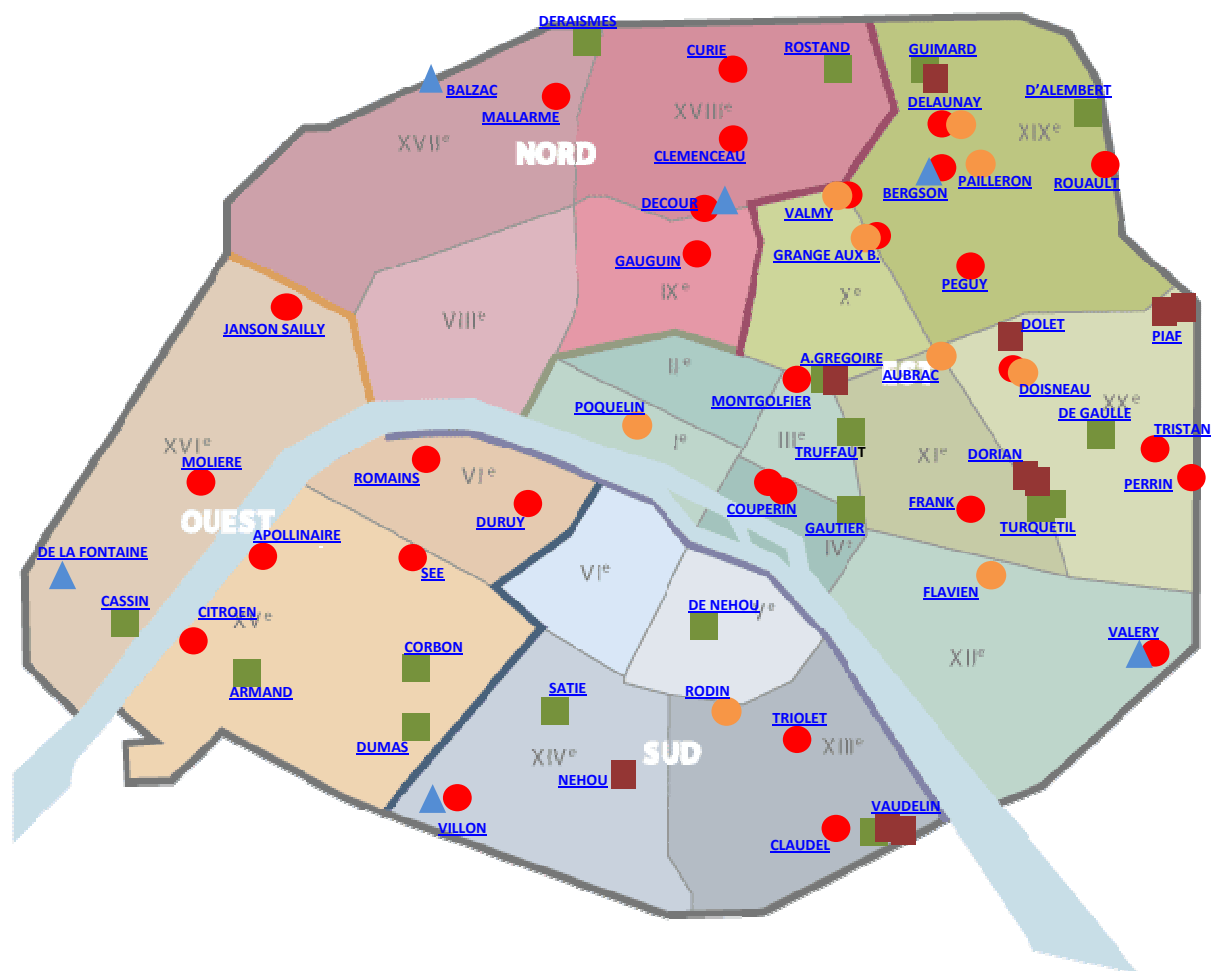 DERAISMES
CURIE
ROSTAND
GUIMARD
BALZAC
MALLARME
XVIIe
NORD
XVIIIe
CLEMENCEAU
DELAUNAY
D'ALEMBERT
XIXe
BERGSON
PAILLERON
ROUAULT
DECOUR
VALMY
GAUGUIN
GRANGE AUX B.
IXe
Xe
PEGUY
JANSON SAILLY
VIIIe
DOLET
PIAF
IIe
A.GREGOIRE
AUBRAC
MONTGOLFIER
DOISNEAU
XXe
POQUELIN
DE GAULLE
Ie
IIIe
TRISTAN
XVIe
MOLIERE
TRUFFAUT
XIe
DORIAN
ROMAINS
VIe
PERRIN
COUPERIN
FRANK
OUEST
DURUY
GAUTIER
TURQUETIL
APOLLINAIRE
IVe
DE LA FONTAINE
SEE
VIe
FLAVIEN
CASSIN
CITROEN
XVe
DE NEHOU
Ve
VALERY
CORBON
XIIe
ARMAND
SATIE
RODIN
TRIOLET
DUMAS
XIVe
SUD
XIIIe
NEHOU
VILLON
VAUDELIN
CLAUDEL